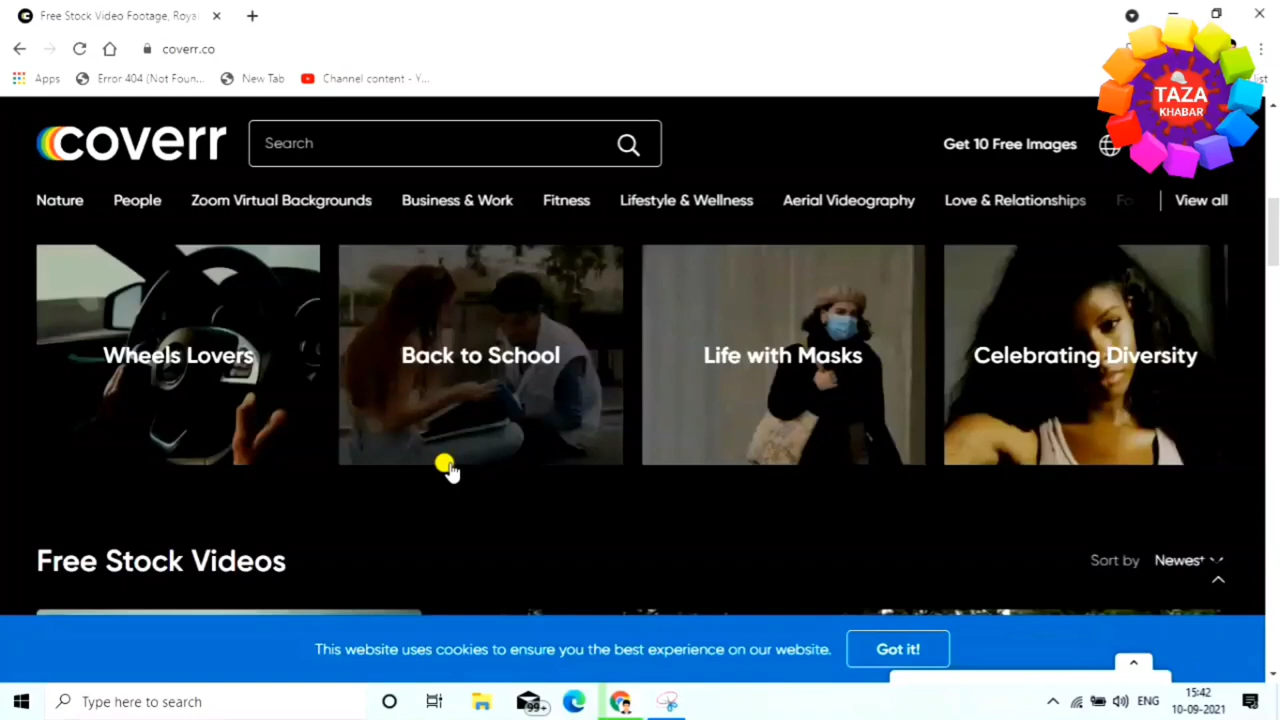 Free Stock Video Footage, Roya
coverr.co
Apps
Error 404 (Not Foun...
New Tab
Channel content - Y...
TAZA
KHABAR
coverr
Search
Get 10 Free Images
Nature
People
Zoom Virtual Backgrounds
Business & Work
Fitness
Lifestyle & Wellness
Aerial Videography
Love & Relationships
Fo
View all
Wheels Lovers
Back to School
Life with Masks
Celebrating Diversity
Free Stock Videos
Sort by
Newest
This website uses cookies to ensure you the best experience on our website.
Got it!
Type here to search
99+
ENG
15:42
10-09-2021